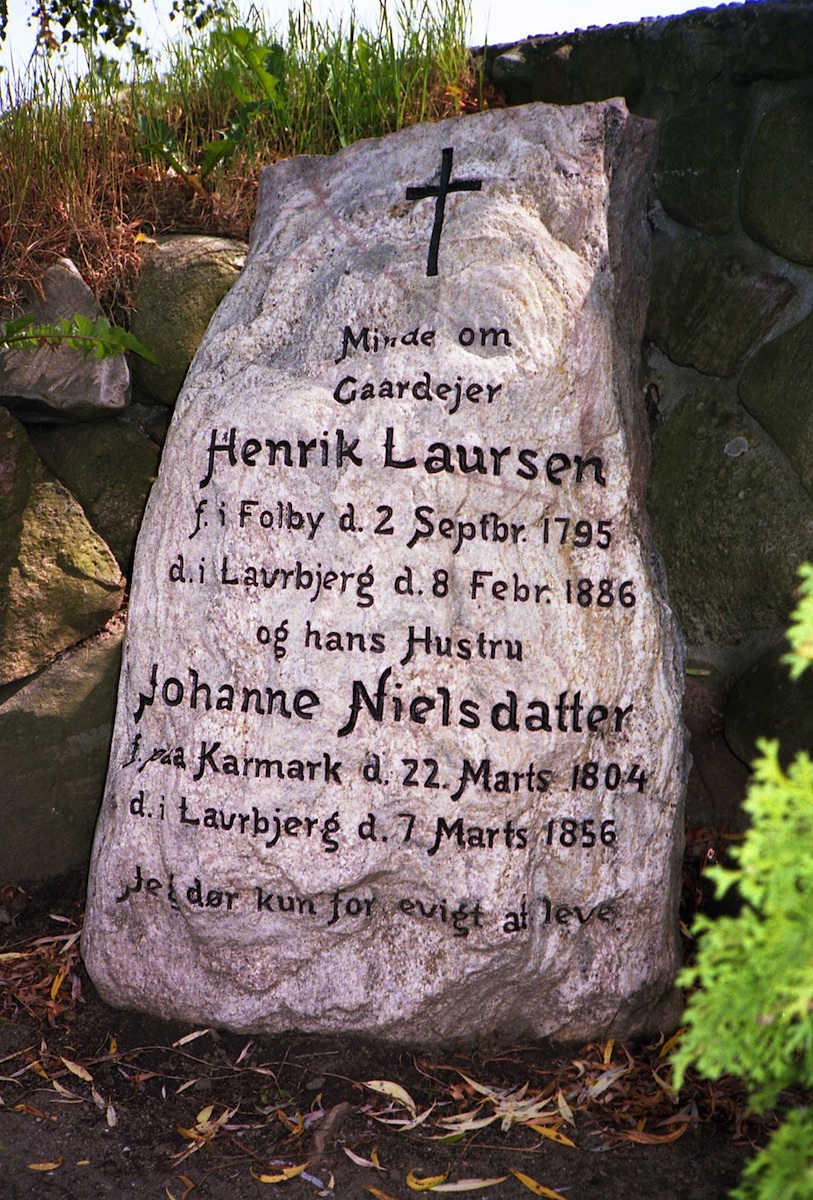 Minde om
Gaardejer
Henrik Laursen
f. i Folby d. 2 Septbr. 1795
d. i Laurbjerg d. 8 Febr. 1886
og hans Hustru
Johanne Nielsdatter
f. paa Karmark d. 22. Marts 1804
d. i Laurbjerg d. 7 Marts 1856
Jeg dør kun for evigt at leve.